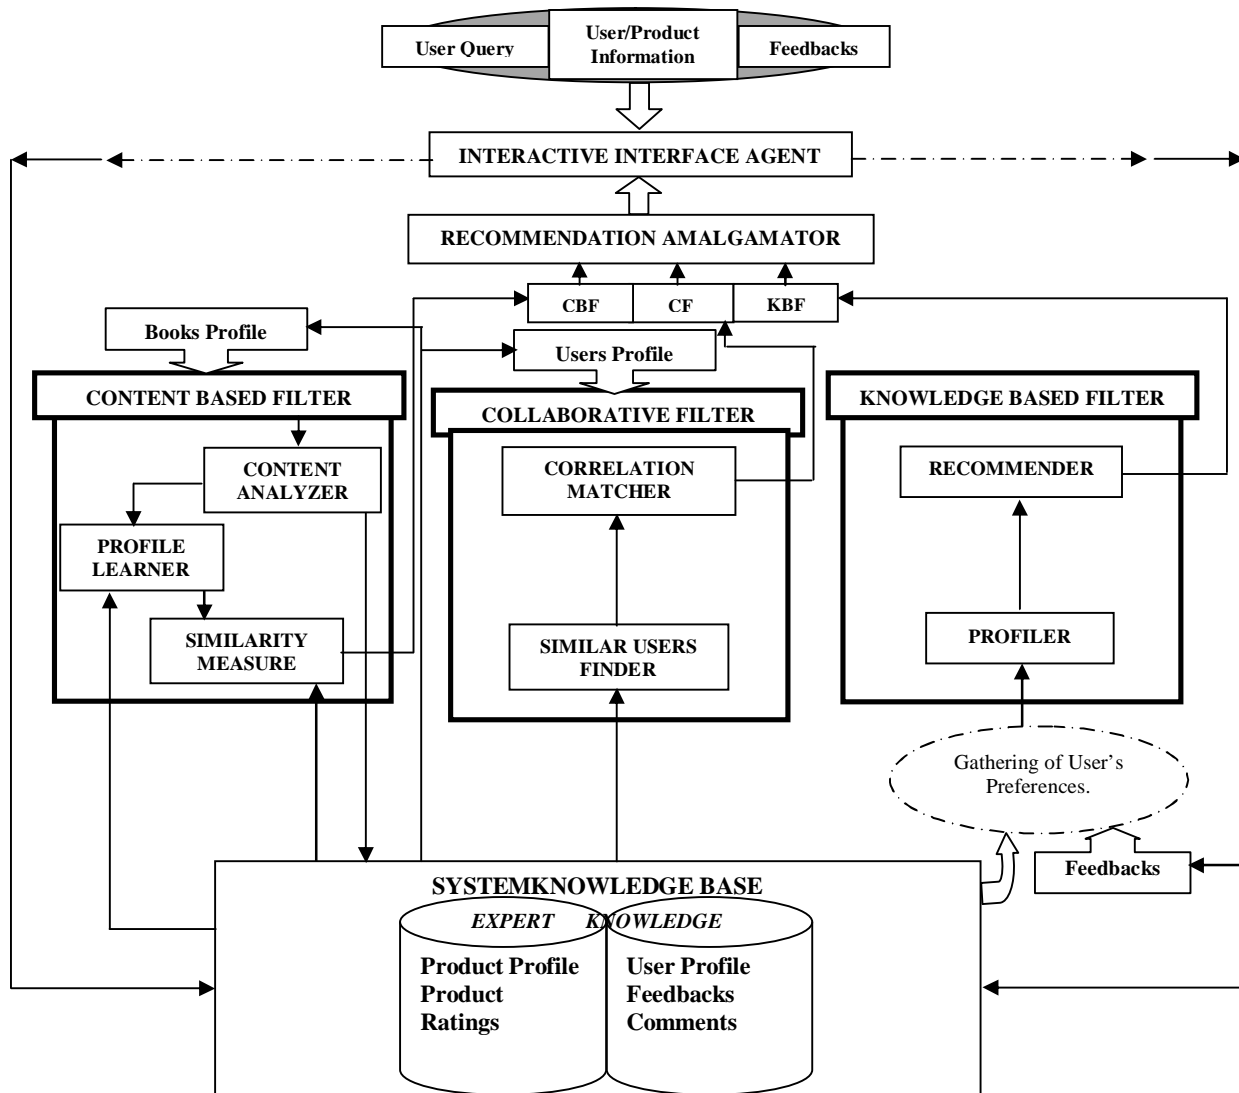 User Query
User/Product
Information
Feedbacks
INTERACTIVE INTERFACE AGENT
RECOMMENDATION AMALGAMATOR
CBF
CF
KBF
Books Profile
Users Profile
CONTENT BASED FILTER
COLLABORATIVE FILTER
KNOWLEDGE BASED FILTER
CONTENT
ANALYZER
PROFILE
LEARNER
SIMILARITY
MEASURE
CORRELATION
MATCHER
SIMILAR USERS
FINDER
RECOMMENDER
PROFILER
Gathering of User's
Preferences.
Feedbacks
SYSTEMKNOWLEDGE BASE
EXPERT KNOWLEDGE
Product Profile
Product
Ratings
User Profile
Feedbacks
Comments